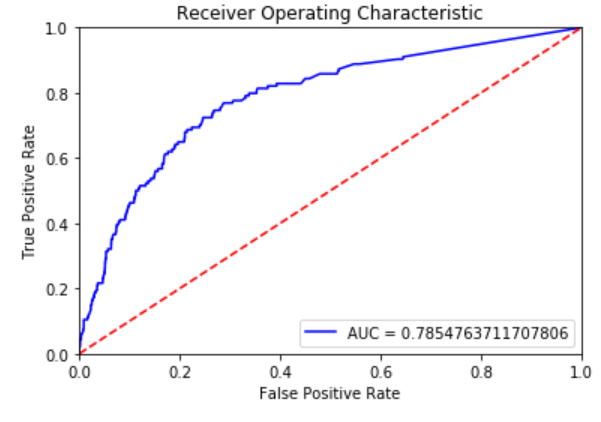 Receiver Operating Characteristic
1.0
0.8
0.6
0.4
0.2
0.0
True Positive Rate
AUC = 0.7854763711707806
0.0 0.2 0.4 0.6 0.8 1.0
False Positive Rate